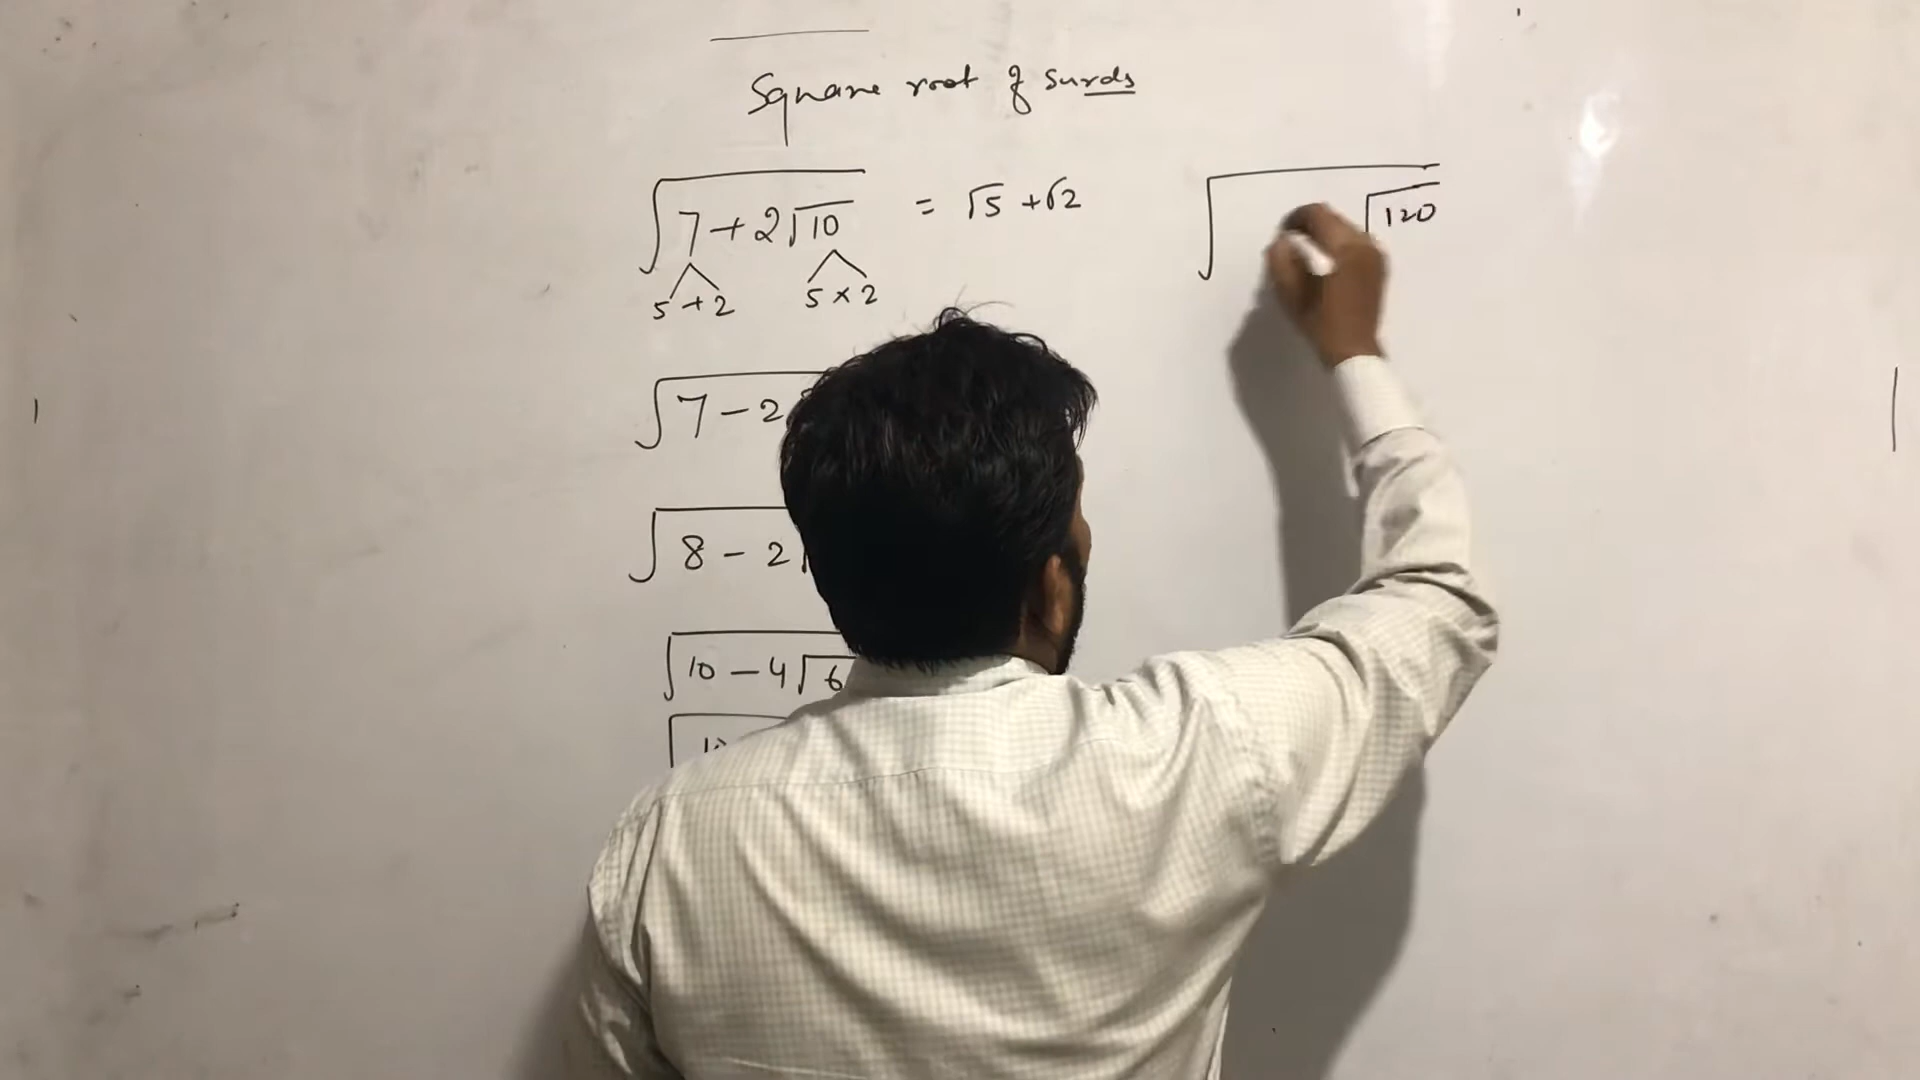 Square root of surds
√7+2√10 = √5+√2
5+2 5×2
√120
√7-2
√8-2√
√10-4√6